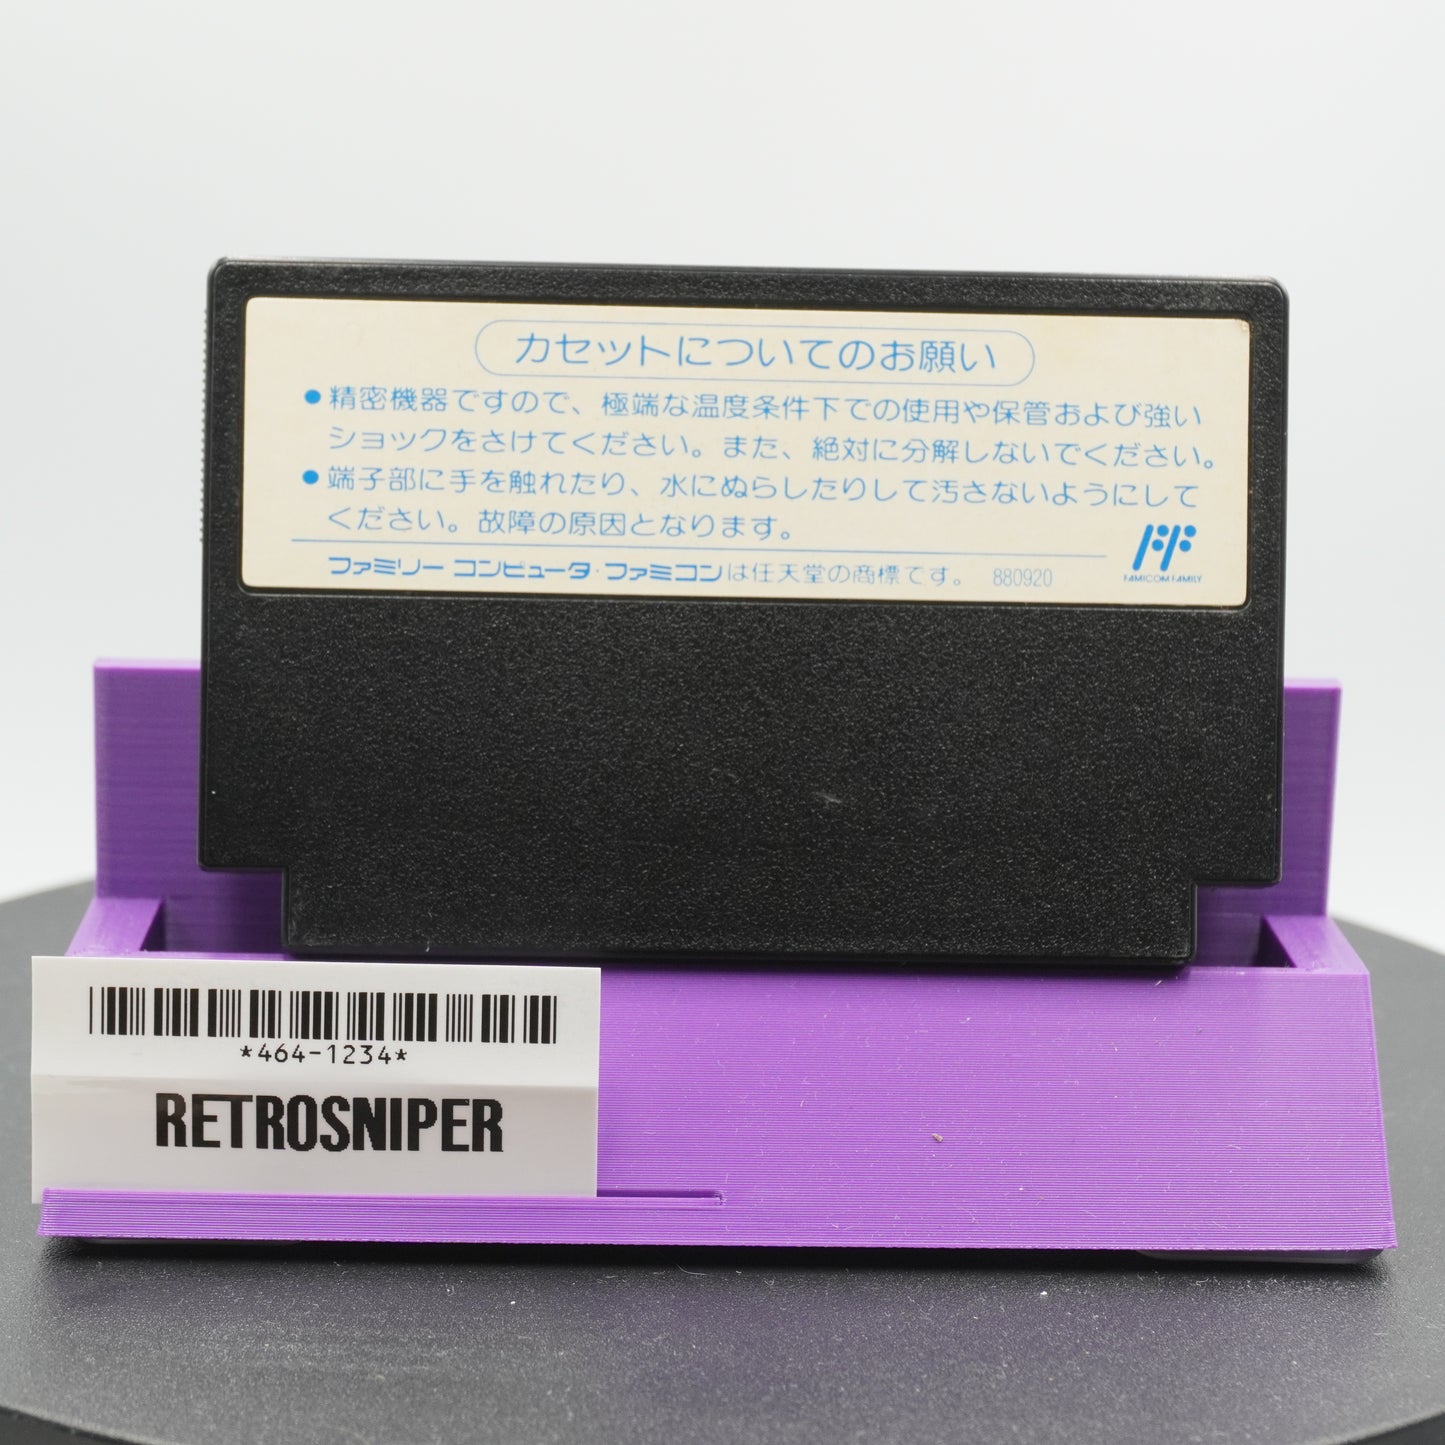 カセットについてのお願い
●精密機器ですので、極端な温度条件下での使用や保管および強い
ショックをさけてください。また、絶対に分解しないでください。
●端子部に手を触れたり、水にぬらしたりして汚さないようにして
ください。故障の原因となります。
ファミリーコンピュータ・ファミコンは任天堂の商標です。 880920
FAMICOM FAMILY
*464-1234*
RETROSNIPER